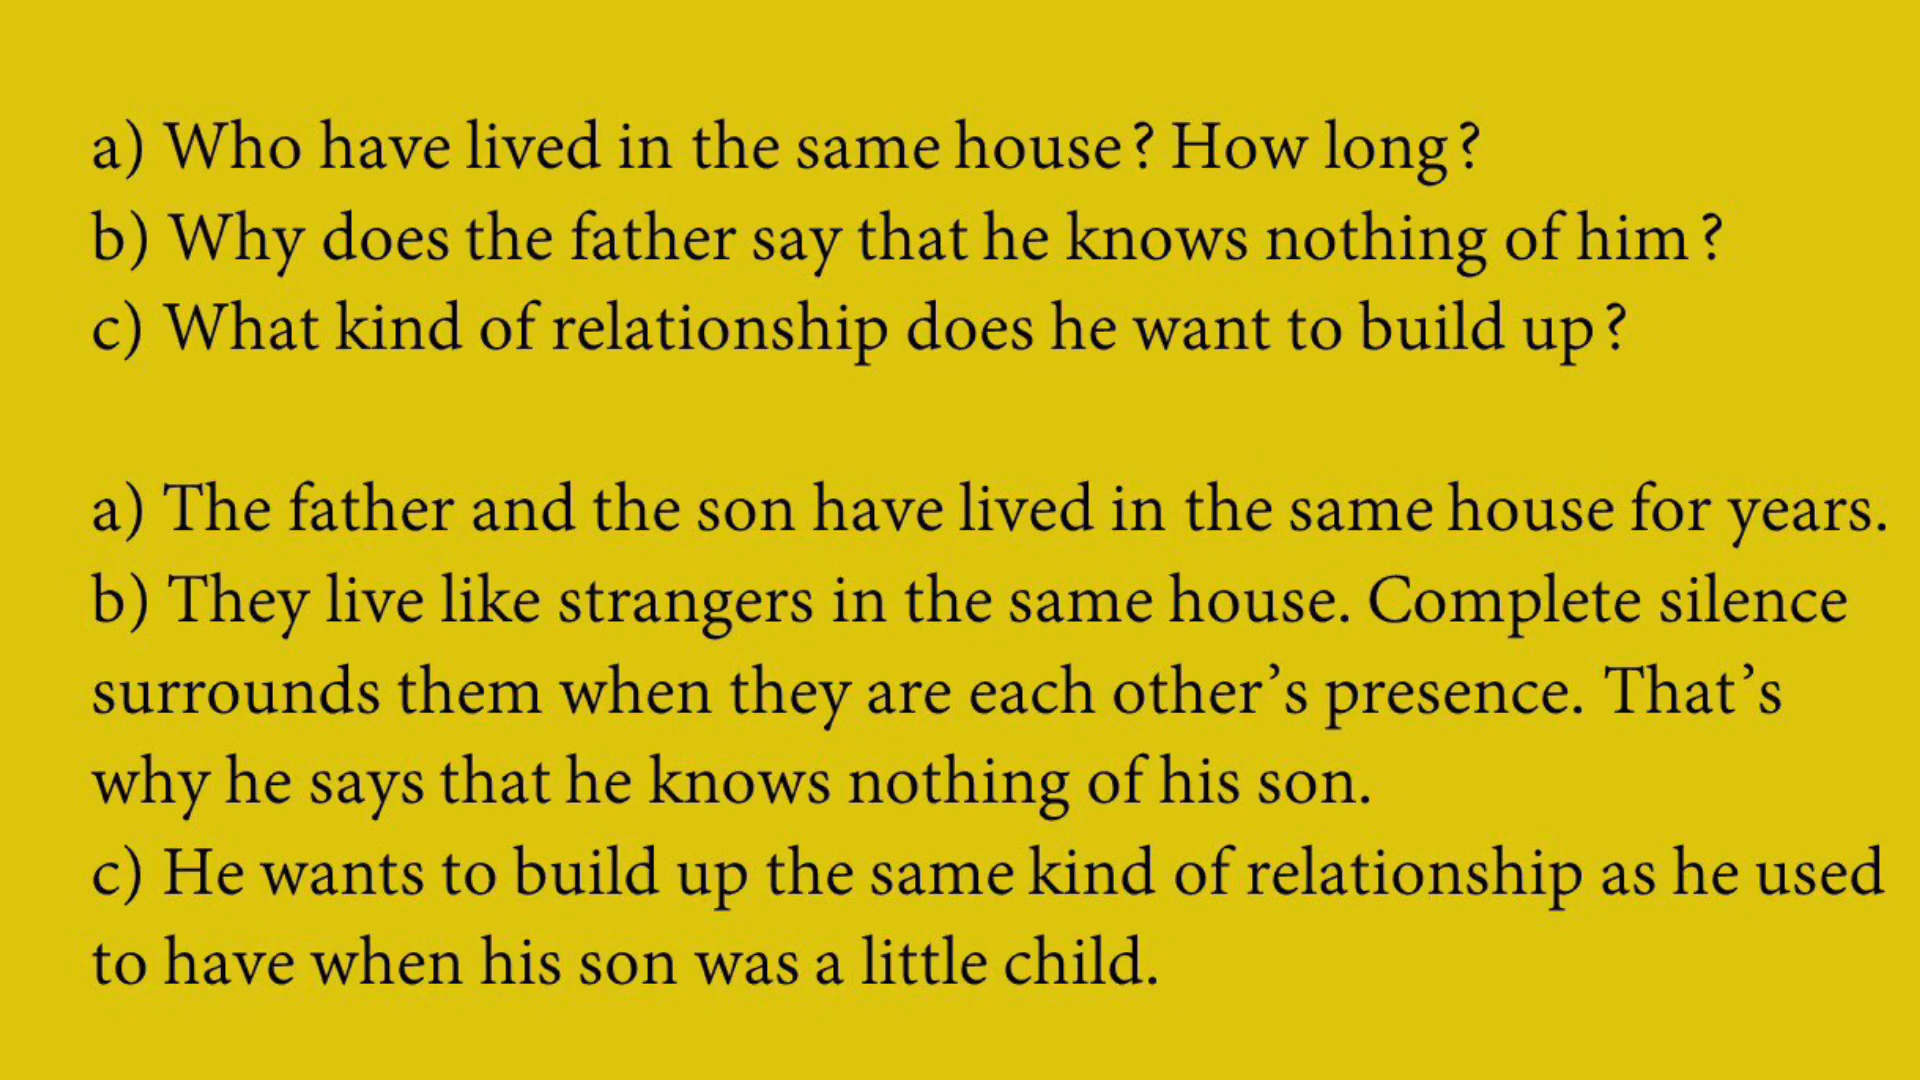 a) Who have lived in the same house? How long?
b) Why does the father say that he knows nothing of him?
c) What kind of relationship does he want to build up?
a) The father and the son have lived in the same house for years.
b) They live like strangers in the same house. Complete silence
surrounds them when they are each other’s presence. That’s
why he says that he knows nothing of his son.
c) He wants to build up the same kind of relationship as he used
to have when his son was a little child.